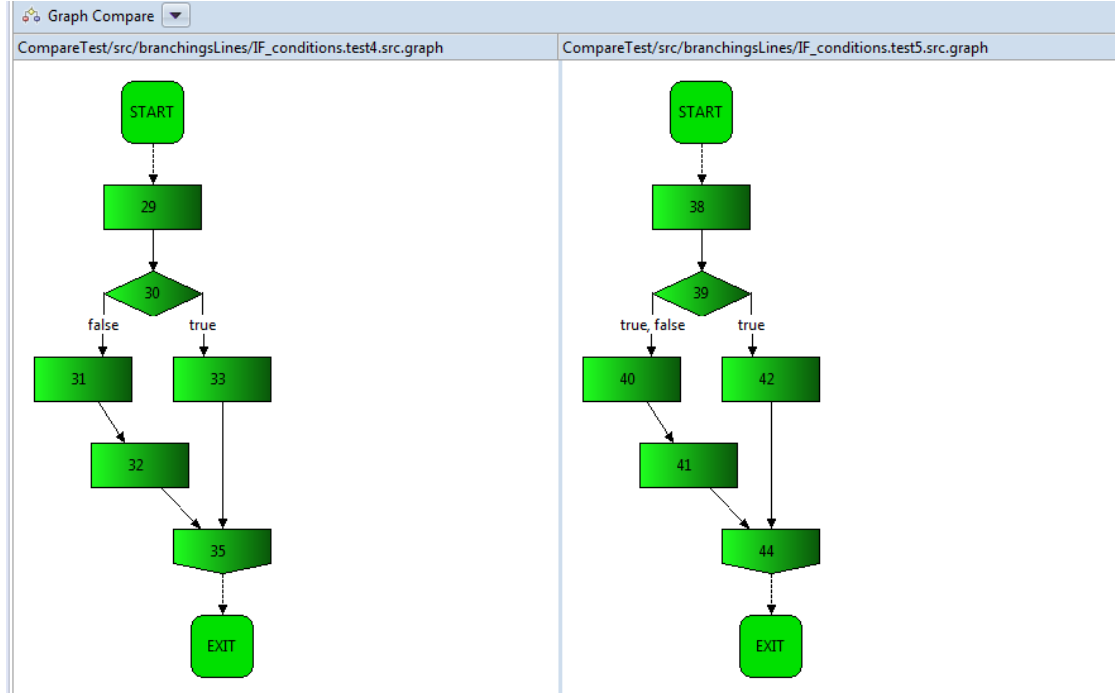 Graph Compare
CompareTest/src/branchingsLines/IF_conditions.test4.src.graph
START
29
30
false
true
31
33
32
35
EXIT
CompareTest/src/branchingsLines/IF_conditions.test5.src.graph
START
38
39
true, false
true
40
42
41
44
EXIT